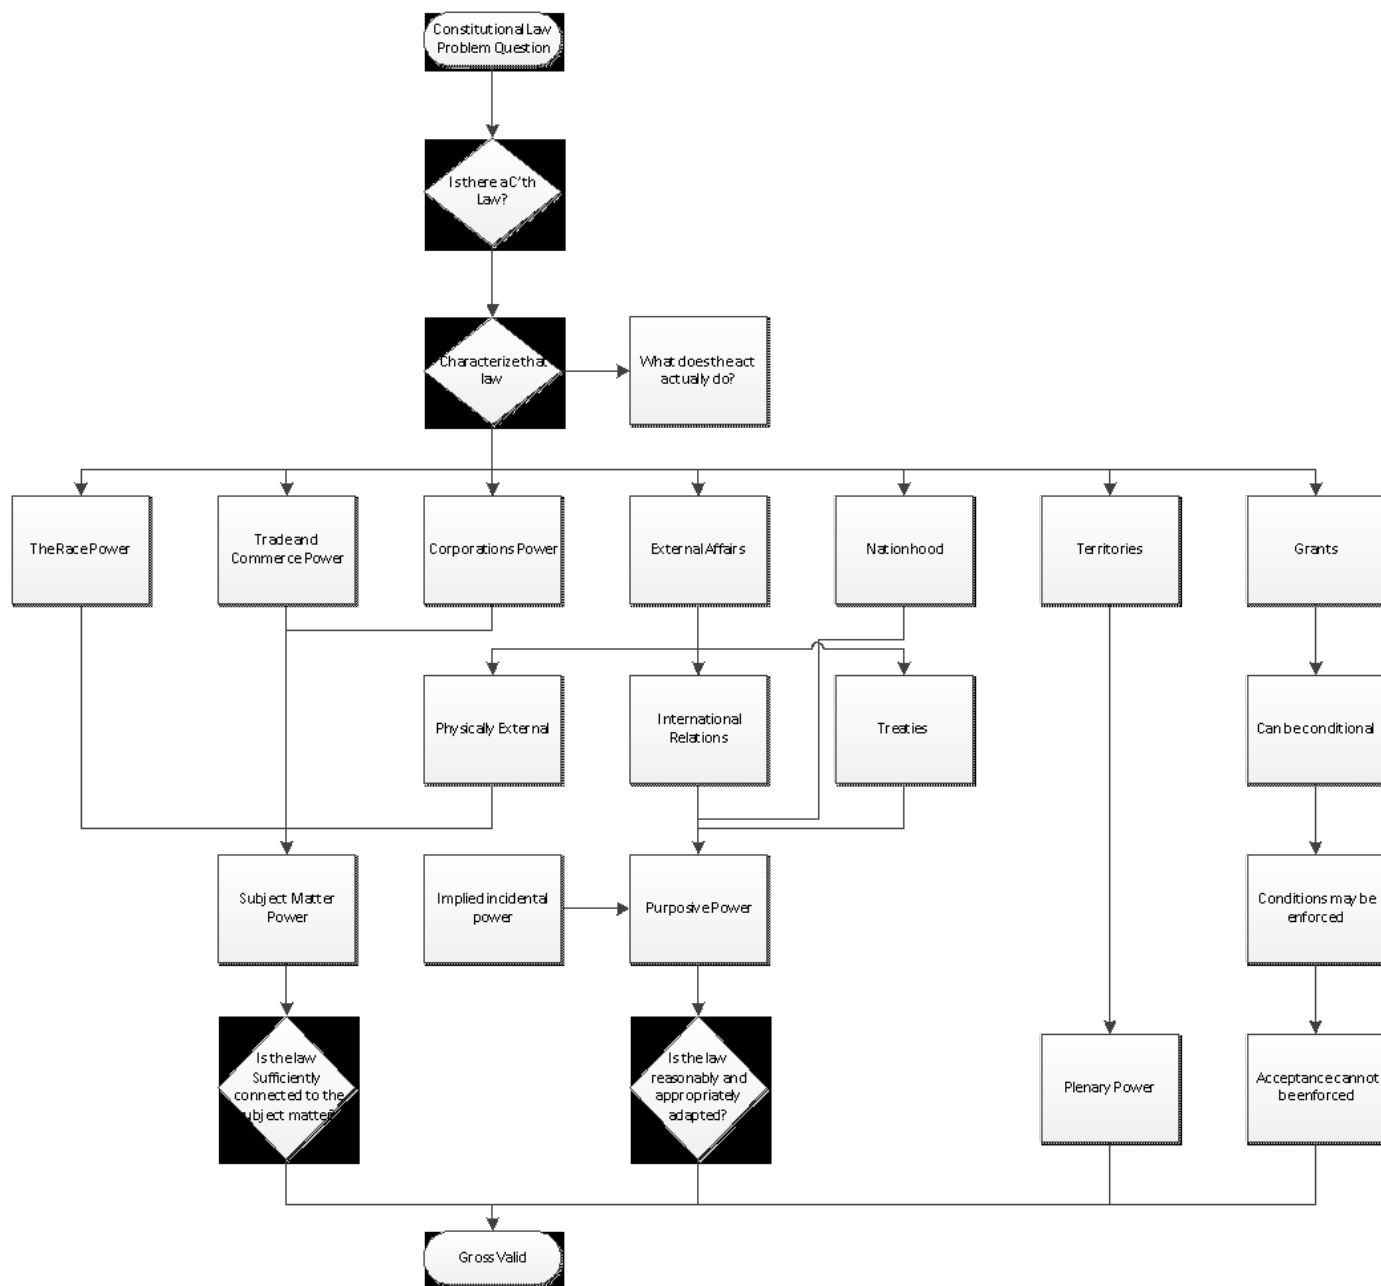 Constitutional Law
Problem Question
Is there a C'th
Law?
Characterize that
law
What does the act
actually do?
The Race Power
Trade and
Commerce Power
Corporations Power
External Affairs
Nationhood
Territories
Grants
Physically External
International
Relations
Treaties
Can be conditional
Subject Matter
Power
Implied incidental
power
Purposive Power
Conditions may be
enforced
Is the law
Sufficiently
connected to the
subject matter?
Is the law
reasonably and
appropriately
adapted?
Plenary Power
Acceptance cannot
be enforced
Gross Valid